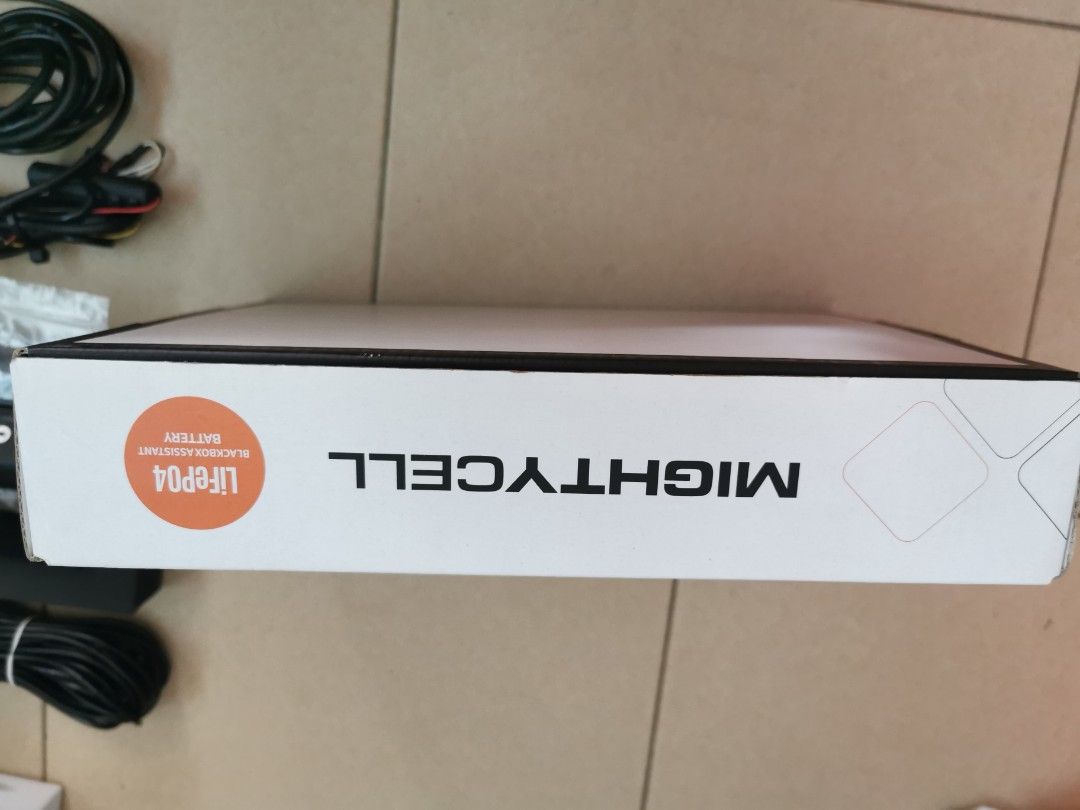 MIGHTYCELL
LiFePO4
BLACKBOX ASSISTANT
BATTERY